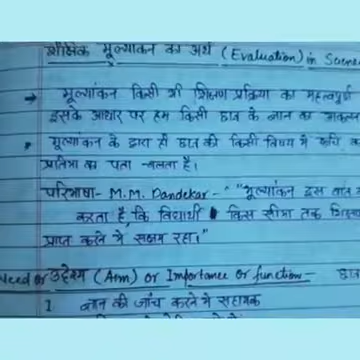 शैक्षिक मूल्यांकन का अर्थ (Evaluation) in Science
→ मूल्यांकन किसी भी शिक्षण प्रक्रिया का महत्वपूर्ण
इसके आधार पर हम किसी छात्र के ज्ञान का
मूल्यांकन के द्वारा ही छात्र की किसी विषय में रूचि
प्रतिभा का पता चलता है।
परिभाषा- M.M. Dandekar- "मूल्यांकन इस बात
करता है, कि विद्यार्थी किस सीमा तक
प्राप्त करने में सक्षम रहा।"
Need or उद्देश्य (Aim) or Importance or function-
1 ज्ञान की जाँच करने में सहायक